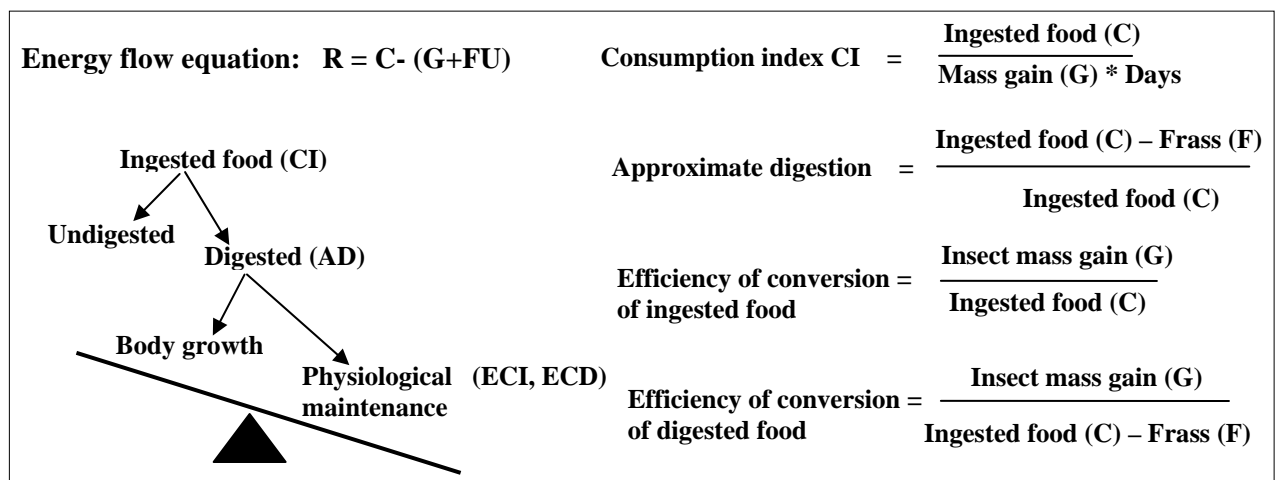 Energy flow equation: R = C- (G+FU)
Ingested food (CI)
Undigested
Digested (AD)
Body growth
Physiological (ECI, ECD)
maintenance
Consumption index CI =
Ingested food (C)
Mass gain (G) * Days
Approximate digestion =
Ingested food (C) – Frass (F)
Ingested food (C)
Efficiency of conversion =
of ingested food
Insect mass gain (G)
Ingested food (C)
Efficiency of conversion =
of digested food
Insect mass gain (G)
Ingested food (C) – Frass (F)